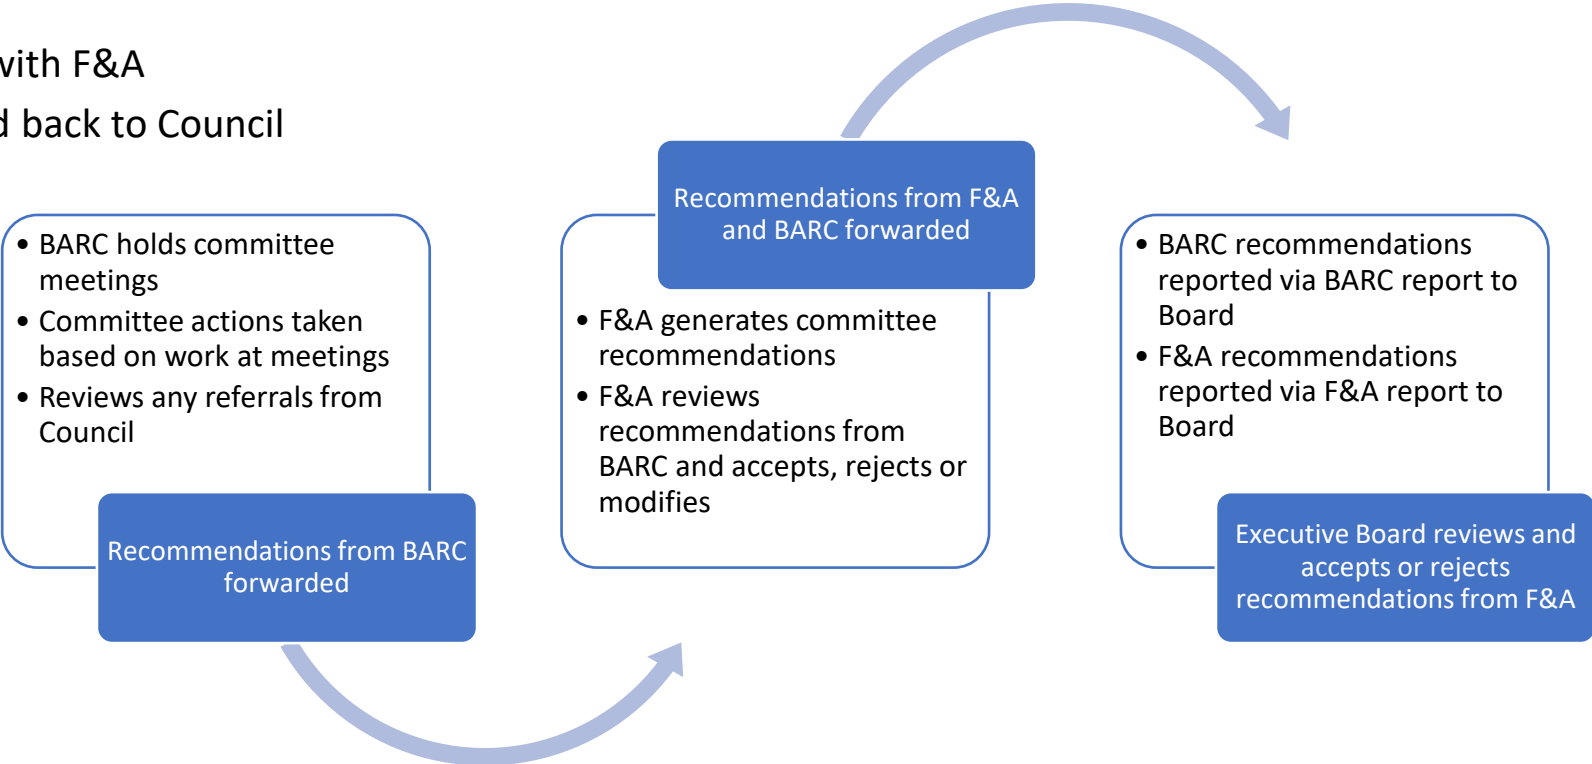 with F&A
d back to Council
• BARC holds committee
meetings
• Committee actions taken
based on work at meetings
• Reviews any referrals from
Council
Recommendations from BARC
forwarded
Recommendations from F&A
and BARC forwarded
• F&A generates committee
recommendations
• F&A reviews
recommendations from
BARC and accepts, rejects or
modifies
• BARC recommendations
reported via BARC report to
Board
• F&A recommendations
reported via F&A report to
Board
Executive Board reviews and
accepts or rejects
recommendations from F&A